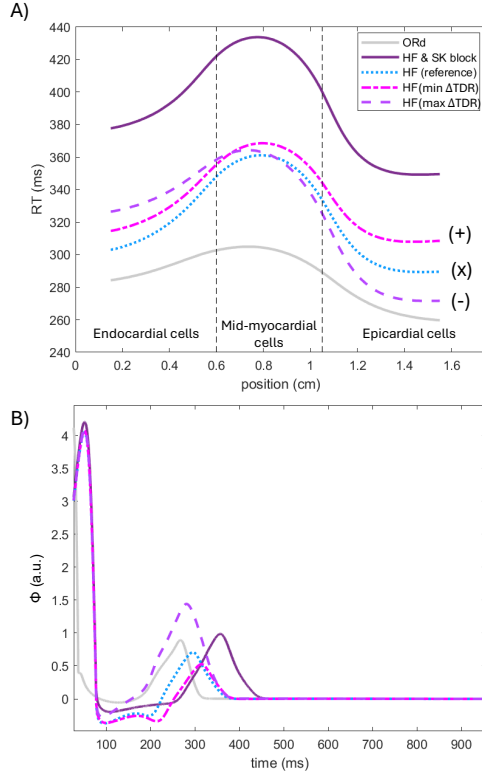 A)
440
420
400
380
360
340
320
300
280
260
240
RT (ms)
ORd
HF & SK block
HF (reference)
HF(min ΔTDR)
HF(max ΔTDR)
(+)
(x)
(-)
Endocardial cells
Mid-myocardial
cells
Epicardial cells
0 0.2 0.4 0.6 0.8 1 1.2 1.4 1.6
position (cm)
B)
4
3.5
3
2.5
2
1.5
1
0.5
0
Φ (a.u.)
100 200 300 400 500 600 700 800 900
time (ms)